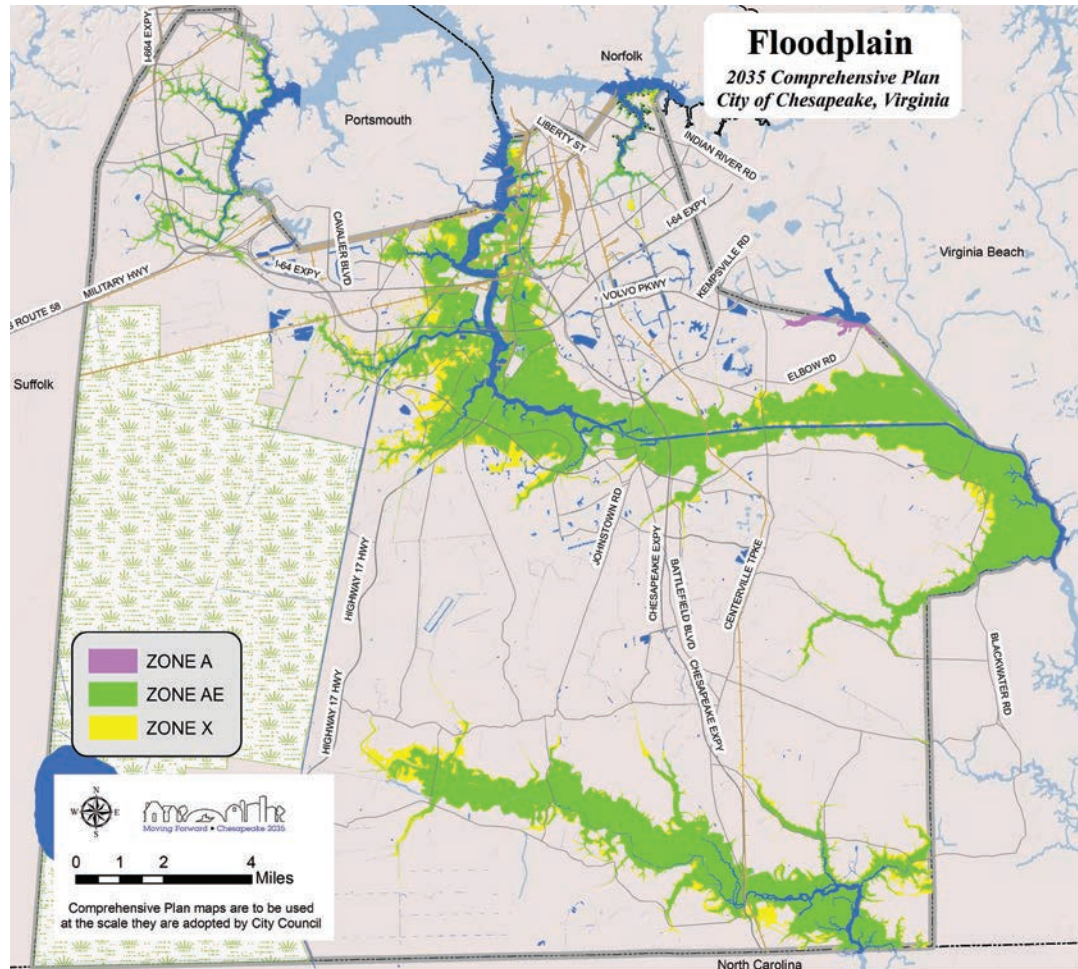 Floodplain
2035 Comprehensive Plan
City of Chesapeake, Virginia
I-664 EXPY
Norfolk
Portsmouth
LIBERTY ST.
INDIAN RIVER RD
I-64 EXPY
CAVALIER BLVD
KEMPSVILLE RD
Virginia Beach
I-64 EXPY
MILITARY HWY
VOLVO PKWY
ROUTE 58
ELBOW RD
Suffolk
JOHNSTOWN RD
CHESAPEAKE EXPY
BATTLEFIELD BLVD
CENTERVILLE TPKE
HIGHWAY 17 HWY
BLACKWATER RD
CHESAPEAKE EXPY
HIGHWAY 17 HWY
ZONE A
ZONE AE
ZONE X
N
W
E
S
Moving Forward • Chesapeake 2035
0 1 2 4
Miles
Comprehensive Plan maps are to be used
at the scale they are adopted by City Council
North Carolina